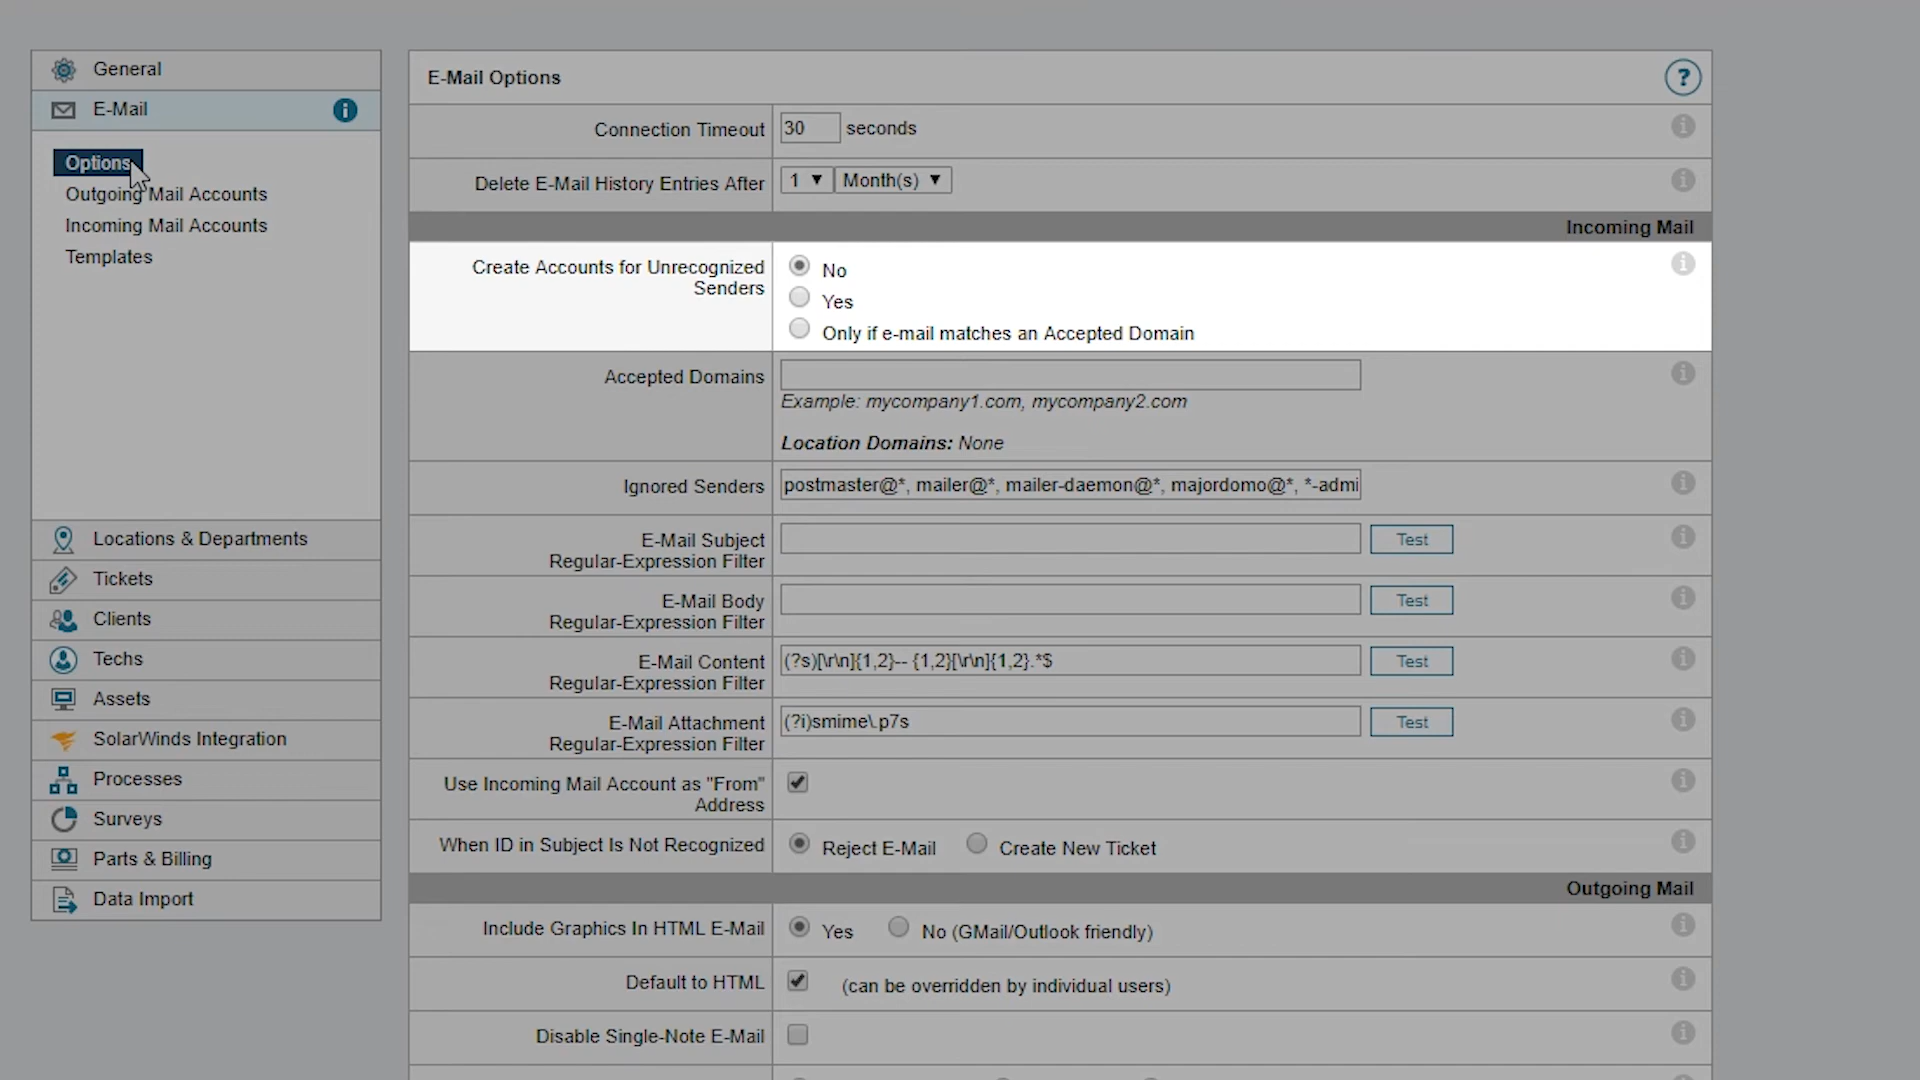 General
E-Mail
Options
Outgoing Mail Accounts
Incoming Mail Accounts
Templates
Locations & Departments
Tickets
Clients
Techs
Assets
SolarWinds Integration
Processes
Surveys
Parts & Billing
Data Import
E-Mail Options
?
Connection Timeout
30 seconds
Delete E-Mail History Entries After
1 ▼ Month(s) ▼
Incoming Mail
Create Accounts for Unrecognized
Senders
No
Yes
Only if e-mail matches an Accepted Domain
Accepted Domains
Example: mycompany1.com, mycompany2.com
Location Domains: None
Ignored Senders
postmaster@*, mailer@*, mailer-daemon@*, majordomo@*, *-admi
E-Mail Subject
Regular-Expression Filter
Test
E-Mail Body
Regular-Expression Filter
Test
E-Mail Content
Regular-Expression Filter
(?s)[\r\n]{1,2}-- {1,2}[\r\n]{1,2}.*$
Test
E-Mail Attachment
Regular-Expression Filter
(?i)smime\.p7s
Test
Use Incoming Mail Account as "From"
Address
When ID in Subject Is Not Recognized
Reject E-Mail
Create New Ticket
Outgoing Mail
Include Graphics In HTML E-Mail
Yes
No (GMail/Outlook friendly)
Default to HTML
(can be overridden by individual users)
Disable Single-Note E-Mail